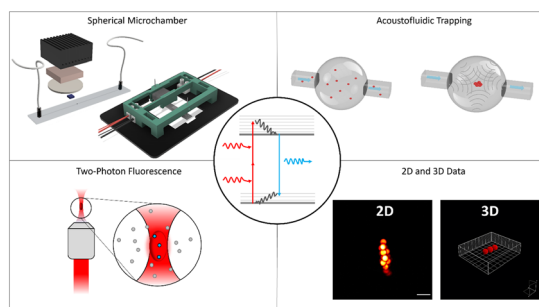 Spherical Microchamber
Acoustofluidic Trapping
Two-Photon Fluorescence
2D and 3D Data
2D
3D